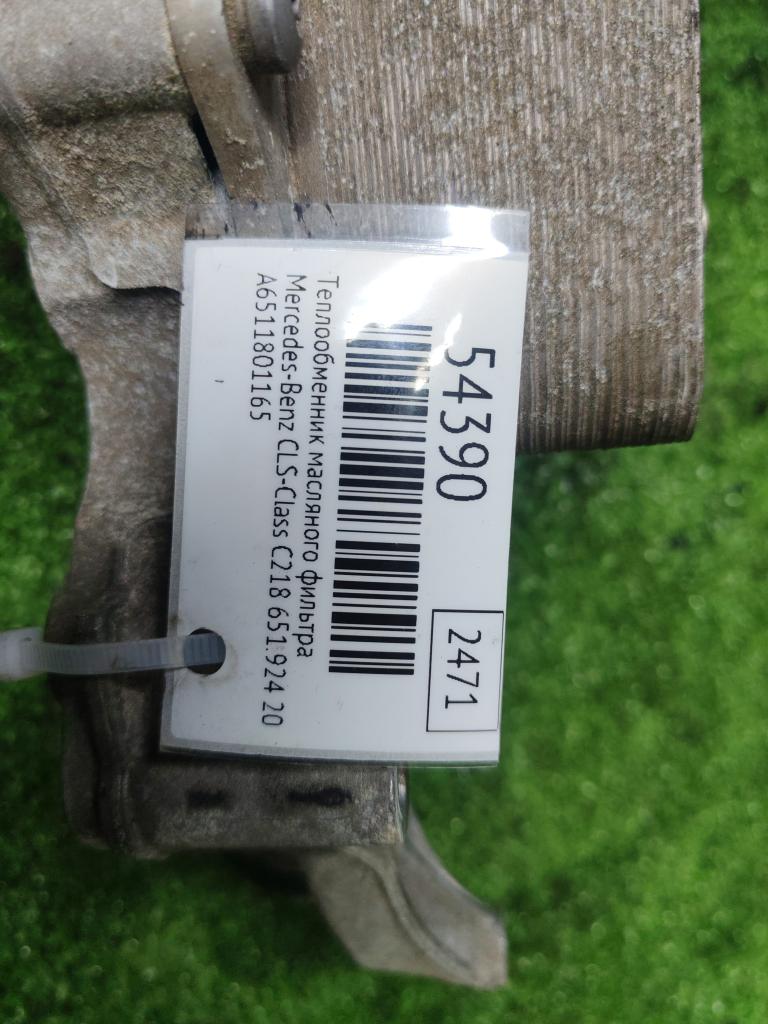 54390
2471
Теплообменник масляного фильтра
Mercedes-Benz CLS-Class C218 651.924 20
A6511801165